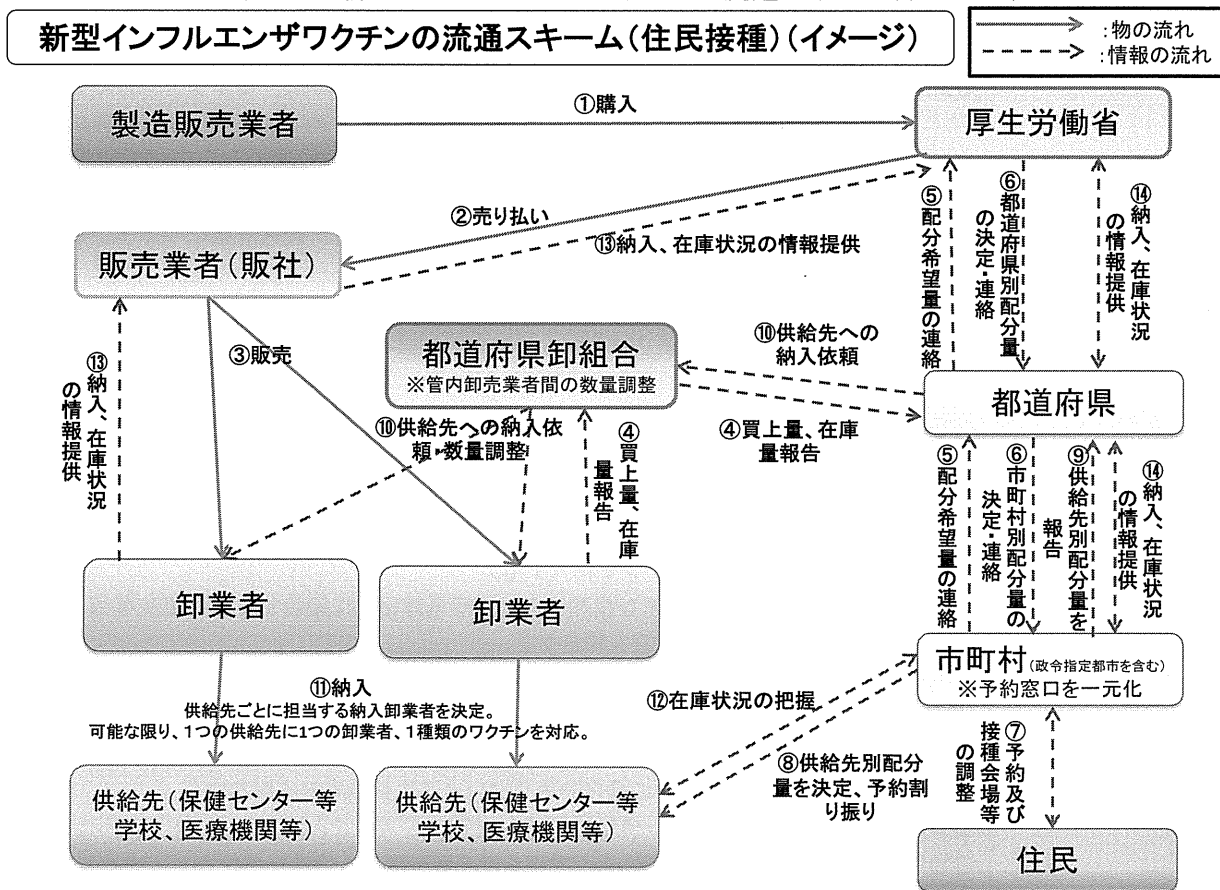 新型インフルエンザワクチンの流通スキーム(住民接種)(イメージ)
:物の流れ
:情報の流れ
製造販売業者
①購入
厚生労働省
②売り払い
⑬納入、在庫状況の情報提供
⑤配分希望量の連絡
⑥都道府県別配分量
の決定・連絡
⑭納入、在庫状況
の情報提供
販売業者(販社)
③販売
⑬納入、在庫状況
の情報提供
都道府県卸組合
※管内卸売業者間の数量調整
⑩供給先への
納入依頼
④買上量、在庫
量報告
都道府県
⑩供給先への納入依
頼・数量調整
④買上量、在庫
量報告
⑤配分希望量の連絡
⑥市町村別配分量の
決定・連絡
⑨供給先別配分量を
報告
⑭納入、在庫状況
の情報提供
卸業者
卸業者
市町村(政令指定都市を含む)
※予約窓口を一元化
⑪納入
供給先ごとに担当する納入卸業者を決定。
可能な限り、1つの供給先に1つの卸業者、1種類のワクチンを対応。
⑫在庫状況の把握
⑧供給先別配分
量を決定、予約割
り振り
⑦予約及び
接種会場等
の調整
供給先(保健センター等
学校、医療機関等)
供給先(保健センター等
学校、医療機関等)
住民